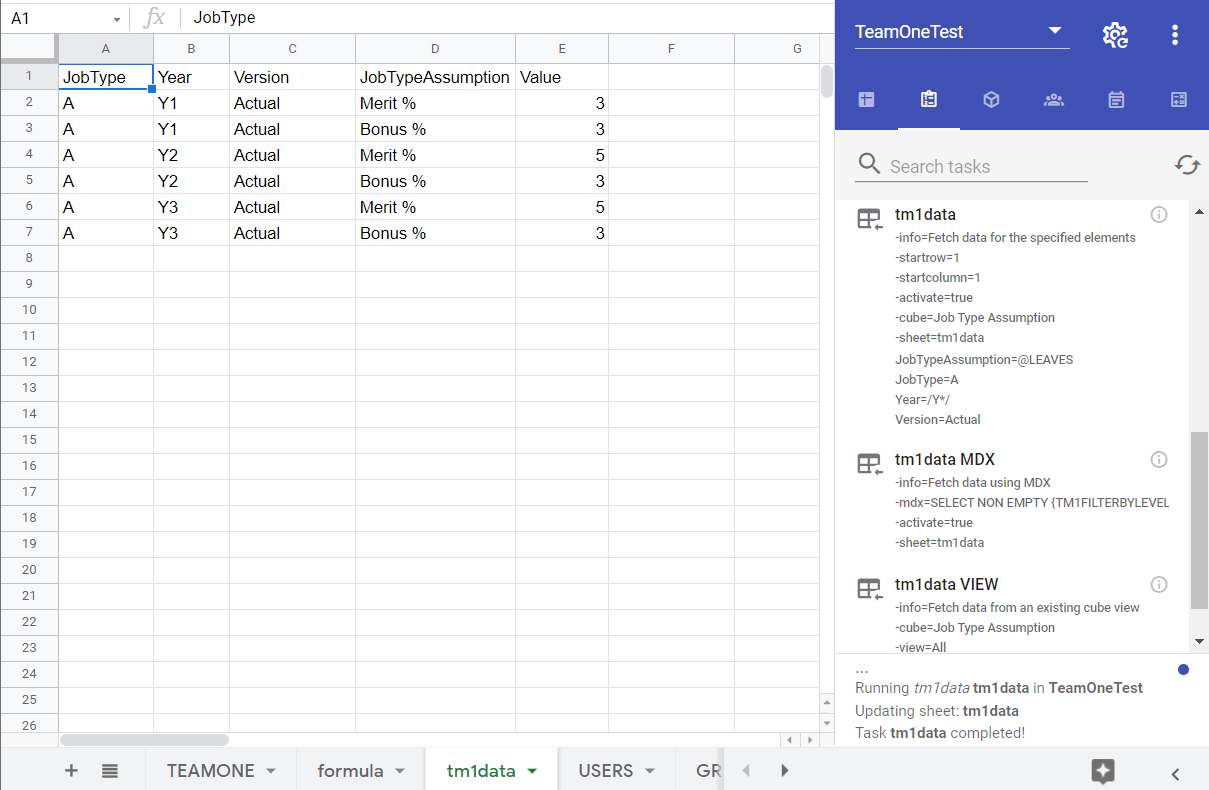 A1 fx JobType
A B C D E F G
1 JobType Year Version JobTypeAssumption Value
2 A Y1 Actual Merit % 3
3 A Y1 Actual Bonus % 3
4 A Y2 Actual Merit % 5
5 A Y2 Actual Bonus % 3
6 A Y3 Actual Merit % 5
7 A Y3 Actual Bonus % 3
8
9
10
11
12
13
14
15
16
17
18
19
20
21
22
23
24
25
26
TEAMONE formula tm1data USERS GR
TeamOneTest
Search tasks
tm1data
-info=Fetch data for the specified elements
-startrow=1
-startcolumn=1
-activate=true
-cube=Job Type Assumption
-sheet=tm1data
JobTypeAssumption=@LEAVES
JobType=A
Year=/Y*/
Version=Actual
tm1data MDX
-info=Fetch data using MDX
-mdx=SELECT NON EMPTY {TM1FILTERBYLEVEL
-activate=true
-sheet=tm1data
tm1data VIEW
-info=Fetch data from an existing cube view
-cube=Job Type Assumption
-view=All
...
Running tm1data tm1data in TeamOneTest
Updating sheet: tm1data
Task tm1data completed!